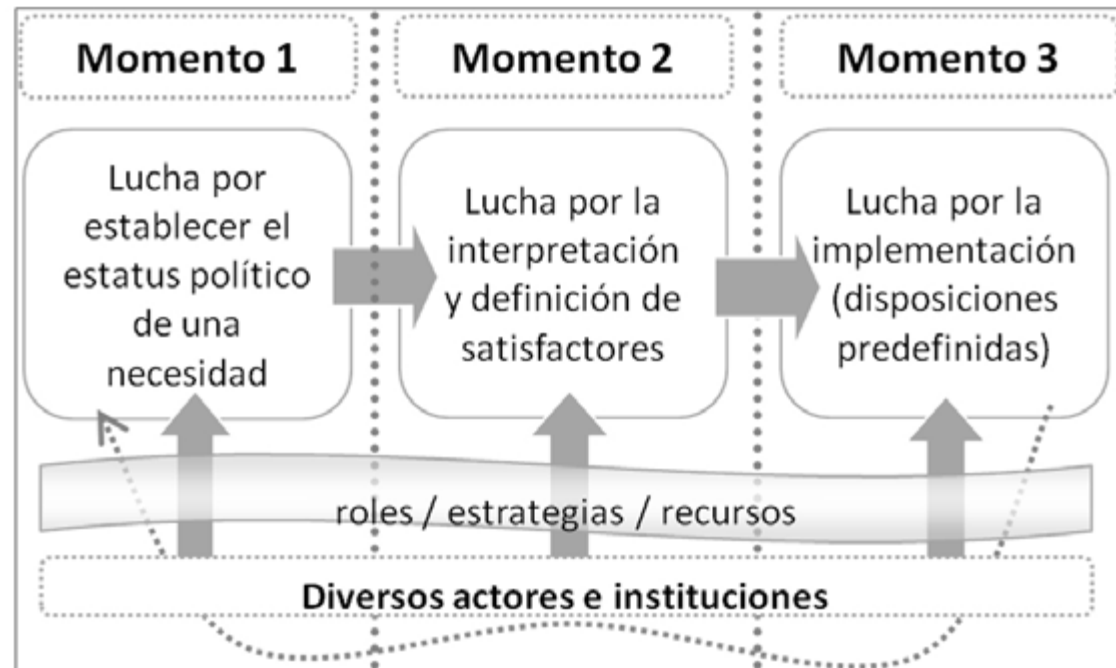 Momento 1
Momento 2
Momento 3
Lucha por
establecer el
estatus político
de una
necesidad
Lucha por la
interpretación
y definición de
satisfactores
Lucha por la
implementación
(disposiciones
predefinidas)
roles / estrategias / recursos
Diversos actores e instituciones